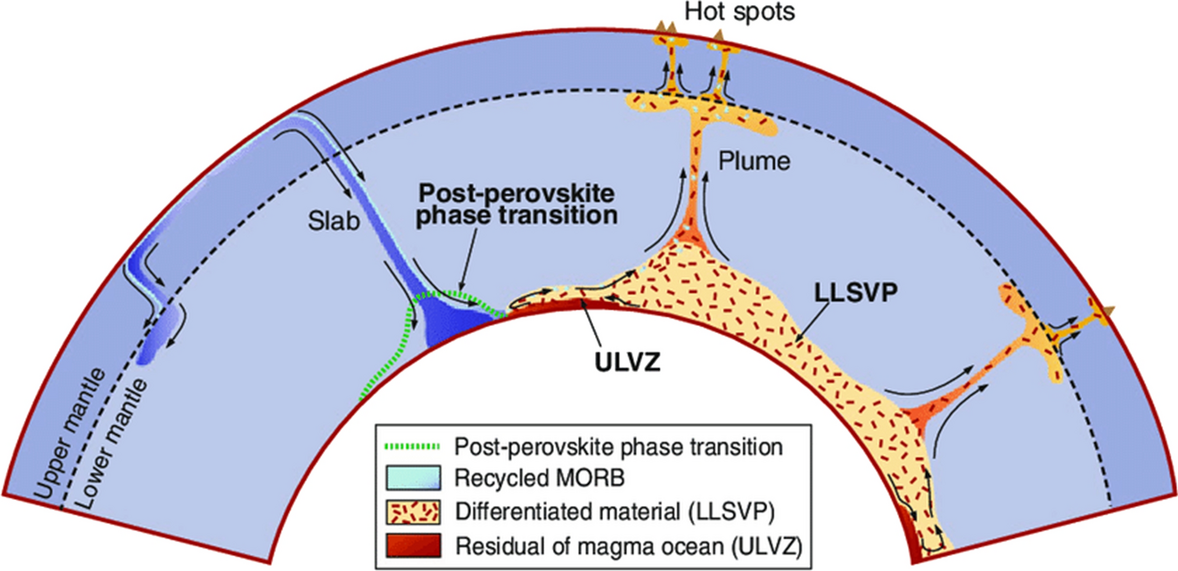 Hot spots
Plume
Post-perovskite
phase transition
Slab
LLSVP
ULVZ
Upper mantle
Lower mantle
Post-perovskite phase transition
Recycled MORB
Differentiated material (LLSVP)
Residual of magma ocean (ULVZ)